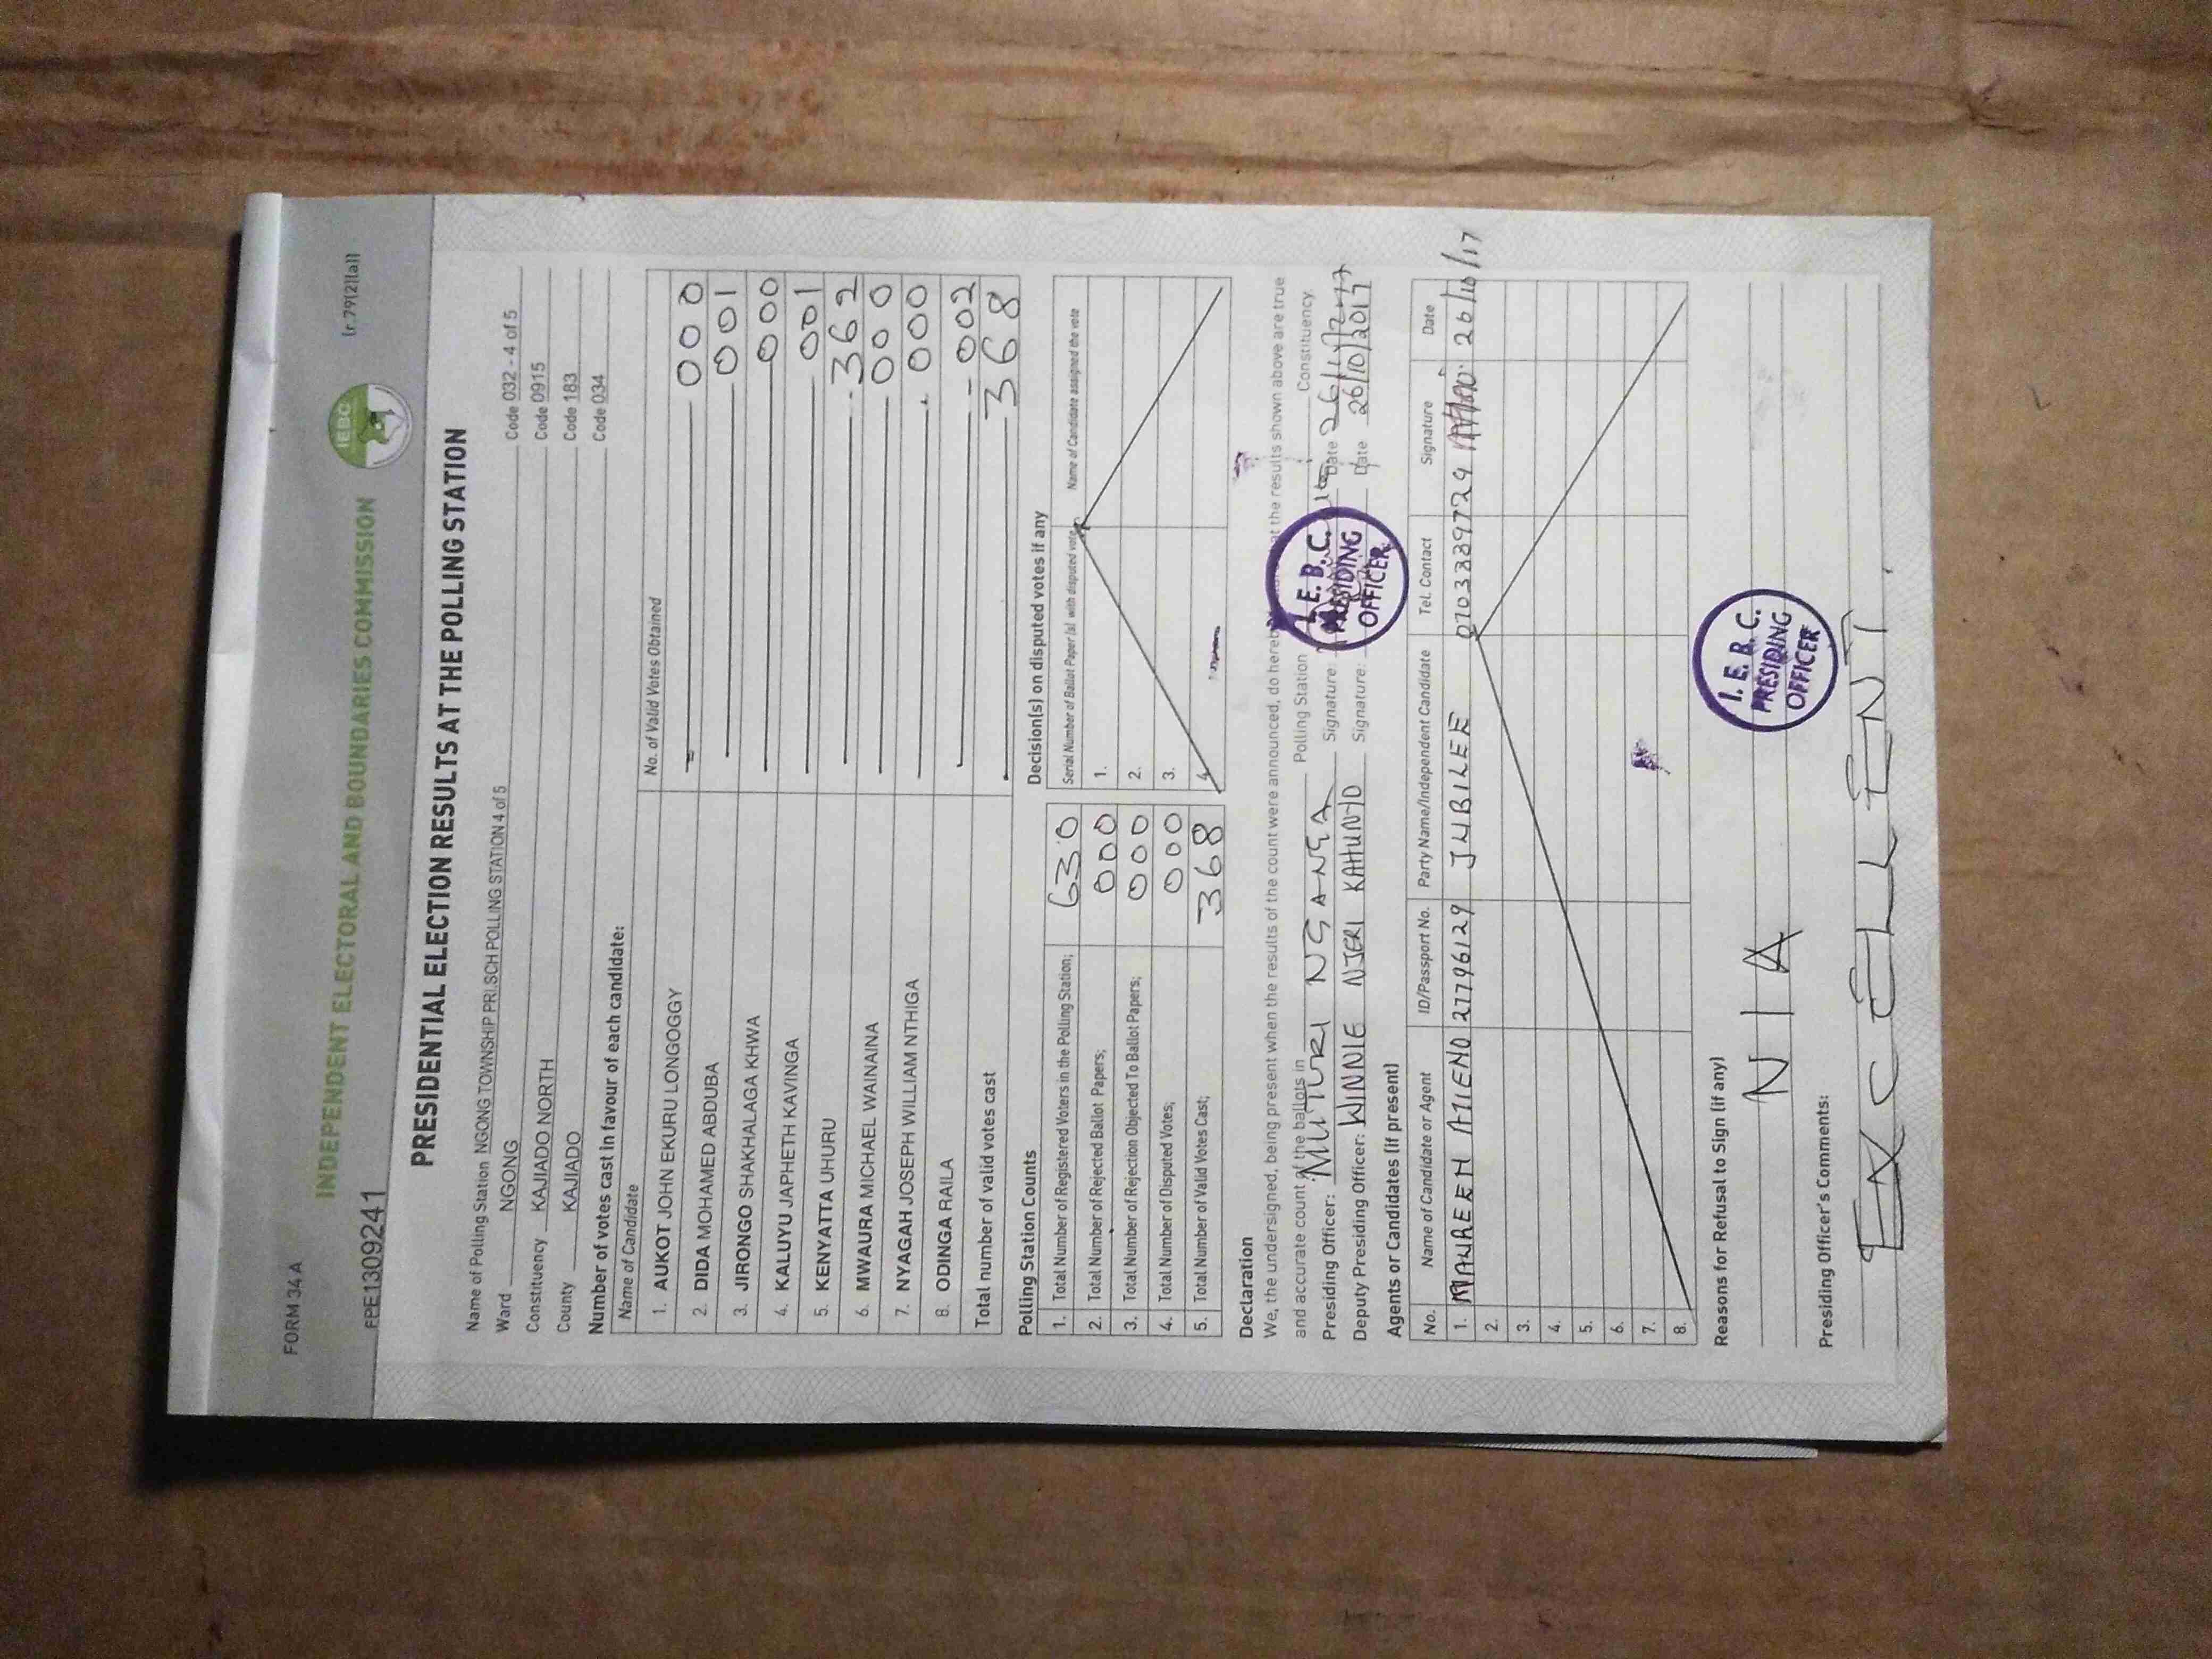 FORM 34 A (r.79(2)(a))
INDEPENDENT ELECTORAL AND BOUNDARIES COMMISSION
IEBC
EPE1309241
PRESIDENTIAL ELECTION RESULTS AT THE POLLING STATION
Name of Polling Station NGONG TOWNSHIP PRI.SCH POLLING STATION 4 of 5 Code 032 - 4 of 5
Ward NGONG Code 0915
Constituency KAJIADO NORTH Code 183
County KAJIADO Code 034
Number of votes cast in favour of each candidate:
Name of Candidate No. of Valid Votes Obtained
1. AUKOT JOHN EKURU LONGOGGY 000
2. DIDA MOHAMED ABDUBA 001
3. JIRONGO SHAKHALAGA KHWA 000
4. KALUYU JAPHETH KAVINGA 001
5. KENYATTA UHURU 362
6. MWAURA MICHAEL WAINAINA 000
7. NYAGAH JOSEPH WILLIAM NTHIGA 000
8. ODINGA RAILA 002
Total number of valid votes cast 368
Polling Station Counts
1. Total Number of Registered Voters in the Polling Station; 630
2. Total Number of Rejected Ballot Papers; 000
3. Total Number of Rejection Objected To Ballot Papers; 000
4. Total Number of Disputed Votes; 000
5. Total Number of Valid Votes Cast; 368
Decision(s) on disputed votes if any
Serial Number of Ballot Paper(s) with disputed vote Name of Candidate assigned the vote
1.
2.
3.
4.
Declaration
We, the undersigned, being present when the results of the count were announced, do hereby at the results shown above are true
and accurate count of the ballots in Polling Station Constituency.
Presiding Officer: MUTURI NGANGA Signature: Date
Deputy Presiding Officer: WINNIE NJERI KAHUNID Signature: Date 26/10/2017
I. E. B. C. PRESIDING OFFICER
Agents or Candidates (if present)
No. Name of Candidate or Agent ID/Passport No. Party Name/Independent Candidate Tel. Contact Signature Date
1. MAUREEN ATIENO 27796129 JUBILEE 0703339729 26/10/17
2.
3.
4.
5.
6.
7.
8.
Reasons for Refusal to Sign (if any)
N/A
I. E. B. C. PRESIDING OFFICER
Presiding Officer's Comments:
EXCELLENT